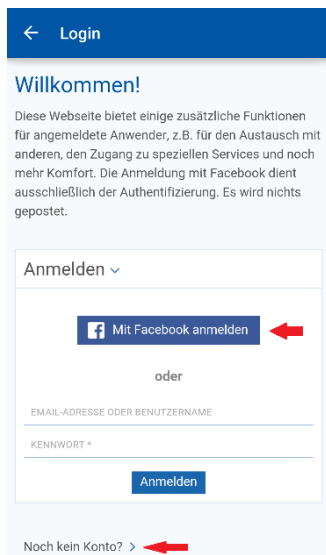 Login
Willkommen!
Diese Webseite bietet einige zusätzliche Funktionen
für angemeldete Anwender, z.B. für den Austausch mit
anderen, den Zugang zu speziellen Services und noch
mehr Komfort. Die Anmeldung mit Facebook dient
ausschließlich der Authentifizierung. Es wird nichts
gepostet.
Anmelden
Mit Facebook anmelden
oder
EMAIL-ADRESSE ODER BENUTZERNAME
KENNWORT *
Anmelden
Noch kein Konto?